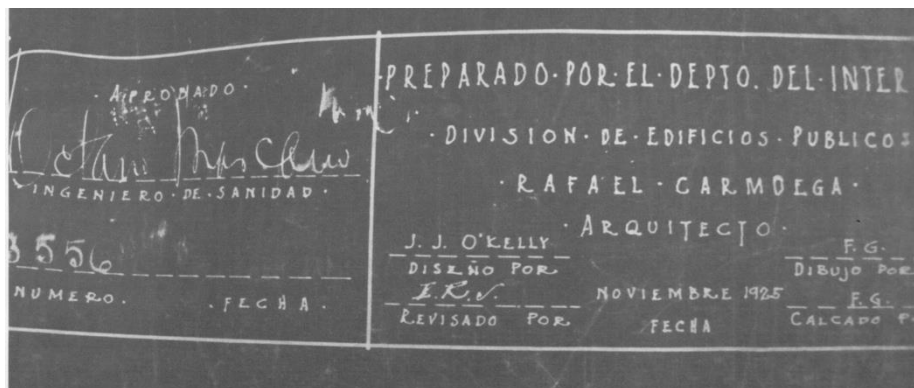 ·APROBADO·
INGENIERO·DE·SANIDAD·
3556
NUMERO· ·FECHA·
PREPARADO·POR·EL·DEPTO. DEL·INTER
·DIVISION·DE·EDIFICIOS·PUBLICOS
·RAFAEL·CARMOEGA·
·ARQUITECTO·
J. J. O'KELLY
DISEÑO POR
E.R.J.
REVISADO POR
NOVIEMBRE 1925
FECHA
F.G.
DIBUJO POR
F.G.
CALCADO P